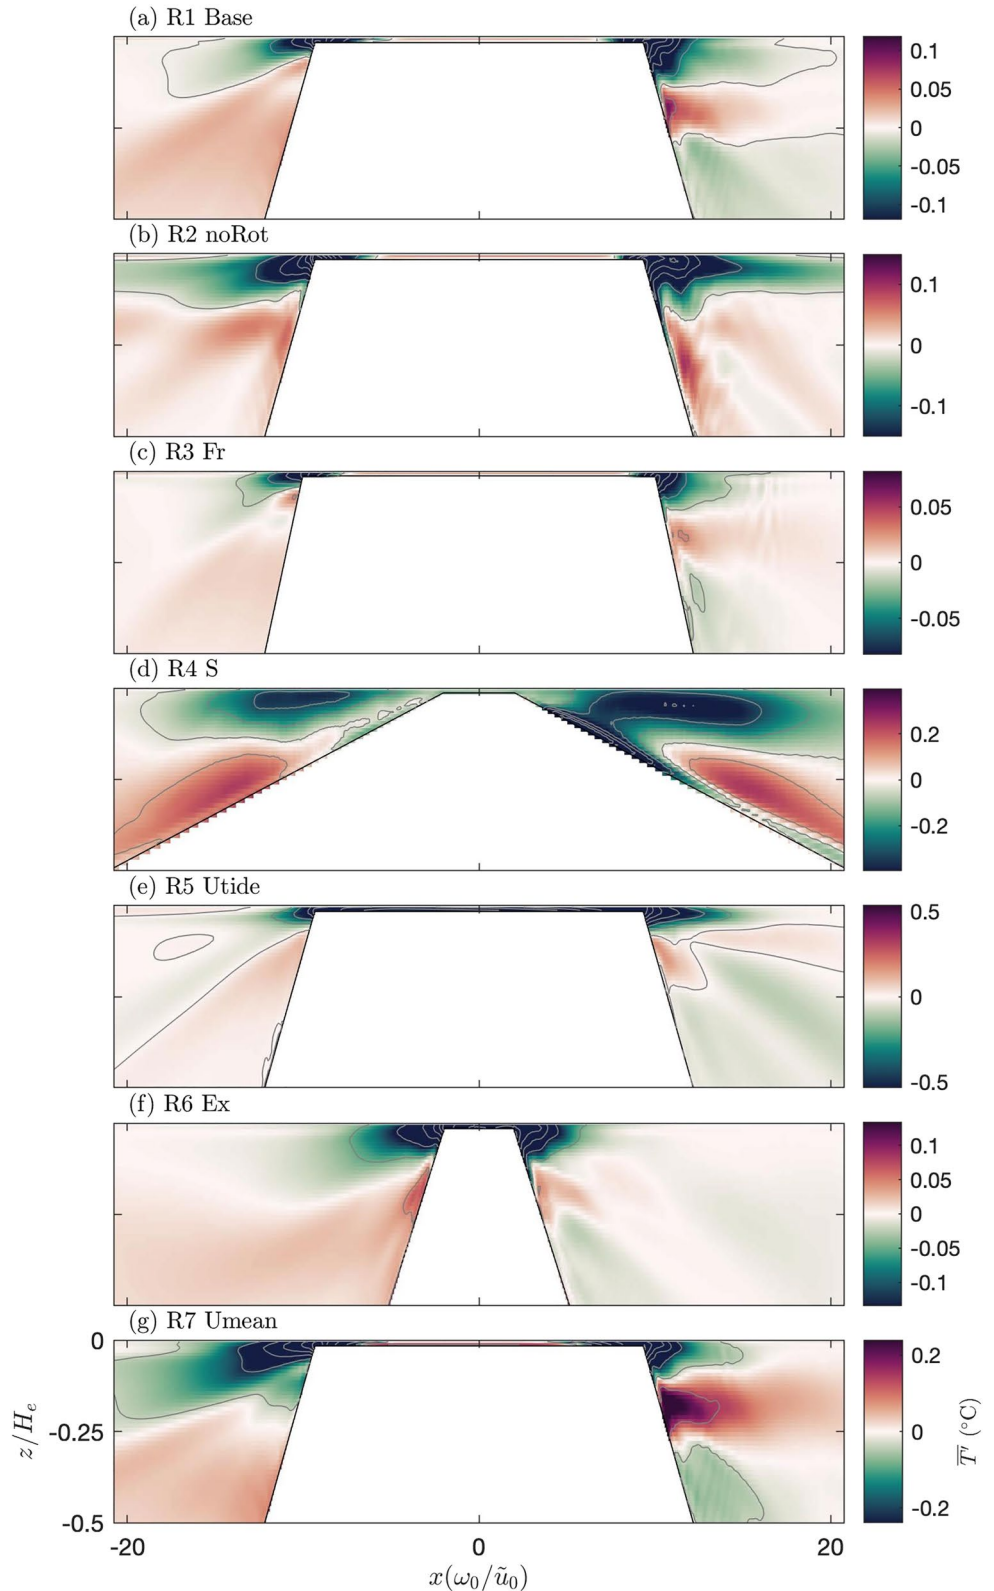 (a) R1 Base
0.1
0.05
0
-0.05
-0.1
(b) R2 noRot
0.1
0
-0.1
(c) R3 Fr
0.05
0
-0.05
(d) R4 S
0.2
0
-0.2
(e) R5 Utide
0.5
0
-0.5
(f) R6 Ex
0.1
0.05
0
-0.05
-0.1
(g) R7 Umean
0
-0.25
-0.5
z/Hₑ
0.2
0
-0.2
T̅′ (°C)
-20 0 20
x(ω₀/ũ₀)